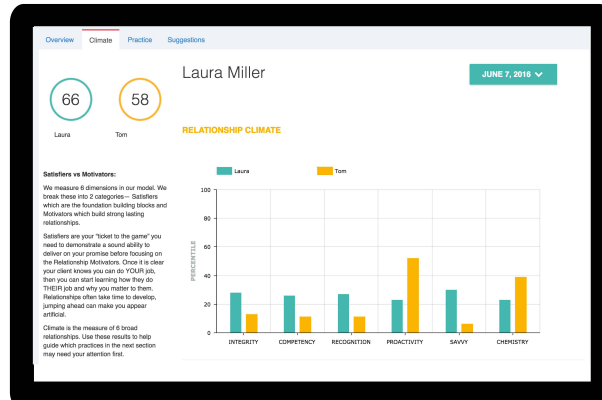 Overview Climate Practice Suggestions
Laura Miller
JUNE 7, 2016
66 58
Laura Tom
RELATIONSHIP CLIMATE
Satisfiers vs Motivators:
We measure 6 dimensions in our model. We
break these into 2 categories— Satisfiers
which are the foundation building blocks and
Motivators which build strong lasting
relationships.
Satisfiers are your "ticket to the game" you
need to demonstrate a sound ability to
deliver on your promise before focusing on
the Relationship Motivators. Once it is clear
your client knows you can do YOUR job,
then you can start learning how they do
THEIR job and why you matter to them.
Relationships often take time to develop,
jumping ahead can make you appear
artificial.
Climate is the measure of 6 broad
relationships. Use these results to help
guide which practices in the next section
may need your attention first.
Laura Tom
PERCENTILE
100
80
60
40
20
0
INTEGRITY COMPETENCY RECOGNITION PROACTIVITY SAVVY CHEMISTRY